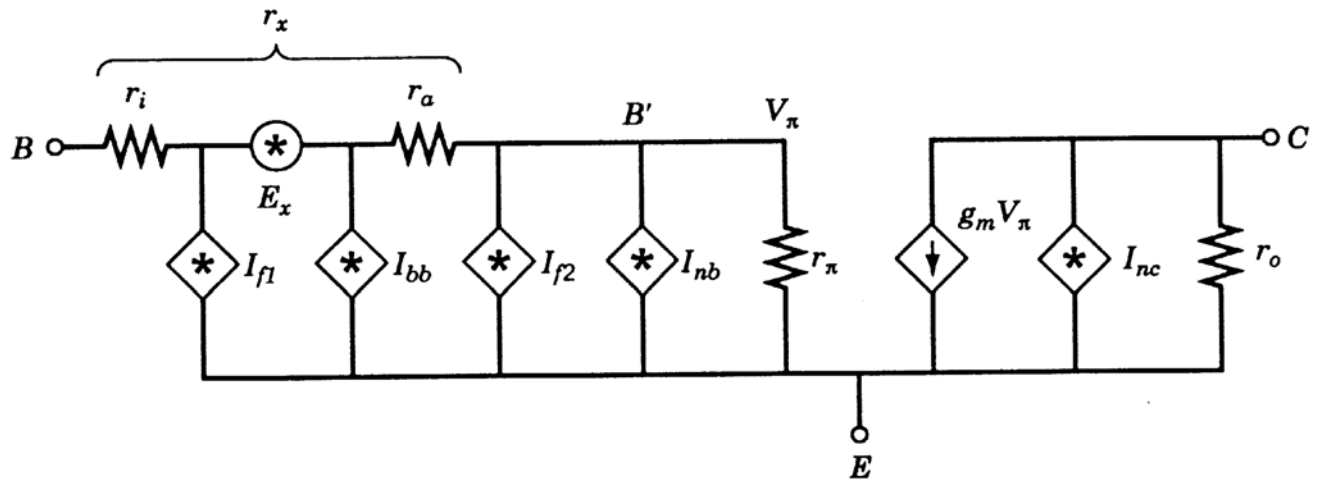 r_x
r_i
r_a
B
*
E_x
B′
V_π
C
*
I_f1
*
I_bb
*
I_f2
*
I_nb
r_π
g_m V_π
*
I_nc
r_o
E